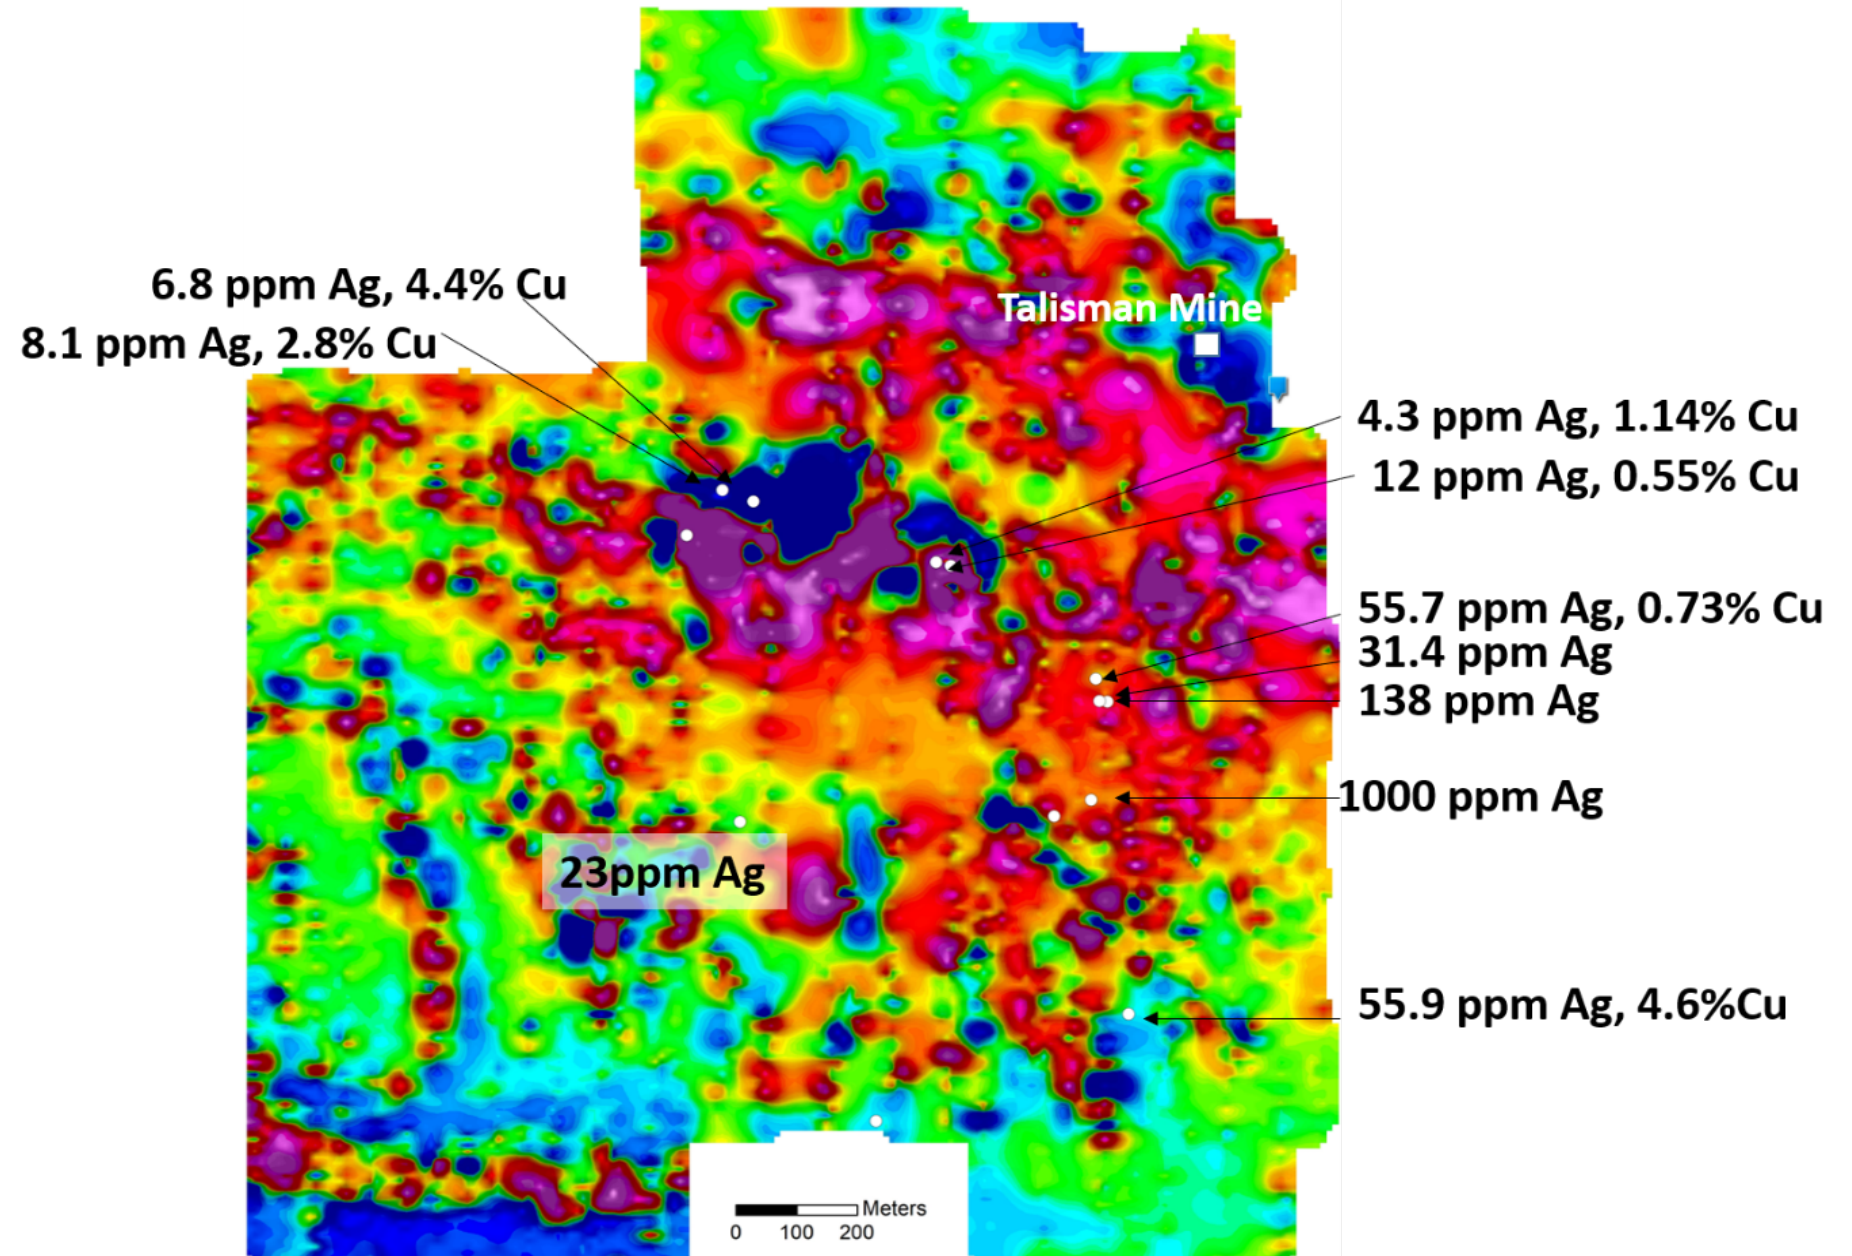 6.8 ppm Ag, 4.4% Cu
8.1 ppm Ag, 2.8% Cu
Talisman Mine
4.3 ppm Ag, 1.14% Cu
12 ppm Ag, 0.55% Cu
55.7 ppm Ag, 0.73% Cu
31.4 ppm Ag
138 ppm Ag
1000 ppm Ag
23ppm Ag
55.9 ppm Ag, 4.6%Cu
Meters
0 100 200